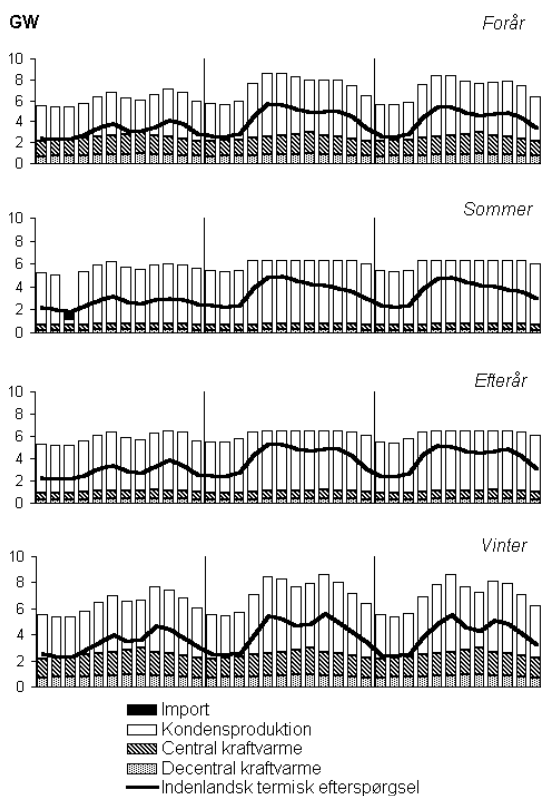 GW
Forår
10
8
6
4
2
0
Sommer
10
8
6
4
2
0
Efterår
10
8
6
4
2
0
Vinter
10
8
6
4
2
0
Import
Kondensproduktion
Central kraftvarme
Decentral kraftvarme
Indenlandsk termisk efterspørgsel